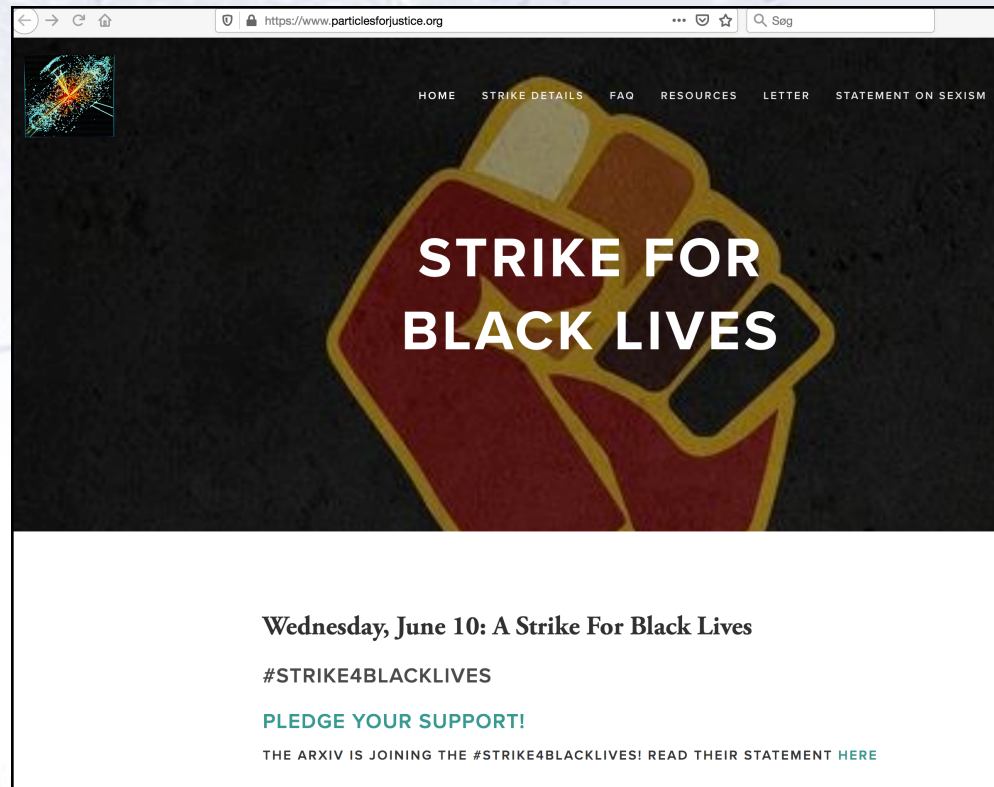 https://www.particlesforjustice.org
Søg
HOME STRIKE DETAILS FAQ RESOURCES LETTER STATEMENT ON SEXISM
STRIKE FOR
BLACK LIVES
Wednesday, June 10: A Strike For Black Lives
#STRIKE4BLACKLIVES
PLEDGE YOUR SUPPORT!
THE ARXIV IS JOINING THE #STRIKE4BLACKLIVES! READ THEIR STATEMENT HERE